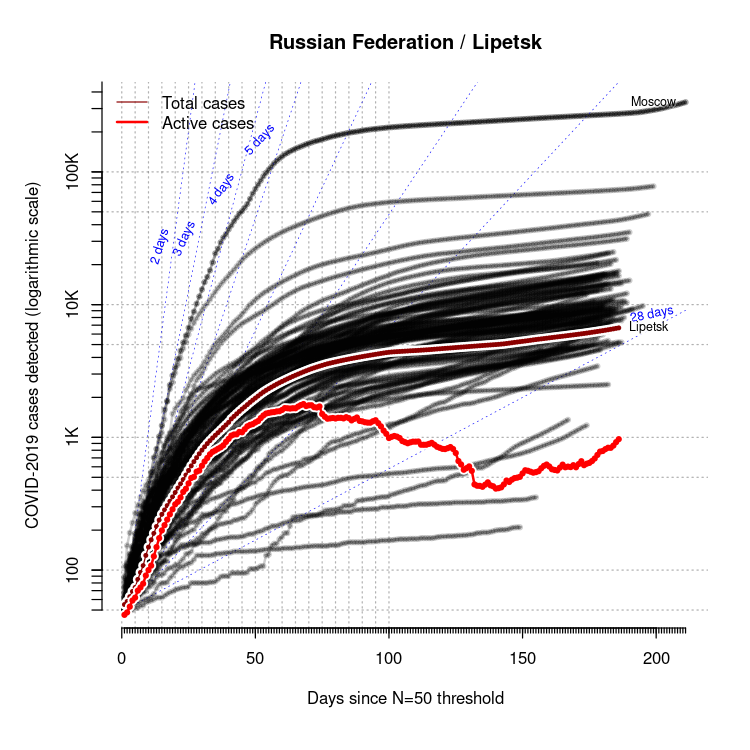 Russian Federation / Lipetsk
Total cases
Active cases
Moscow
2 days
3 days
4 days
5 days
28 days
Lipetsk
COVID-2019 cases detected (logarithmic scale)
100K
10K
1K
100
0
50
100
150
200
Days since N=50 threshold